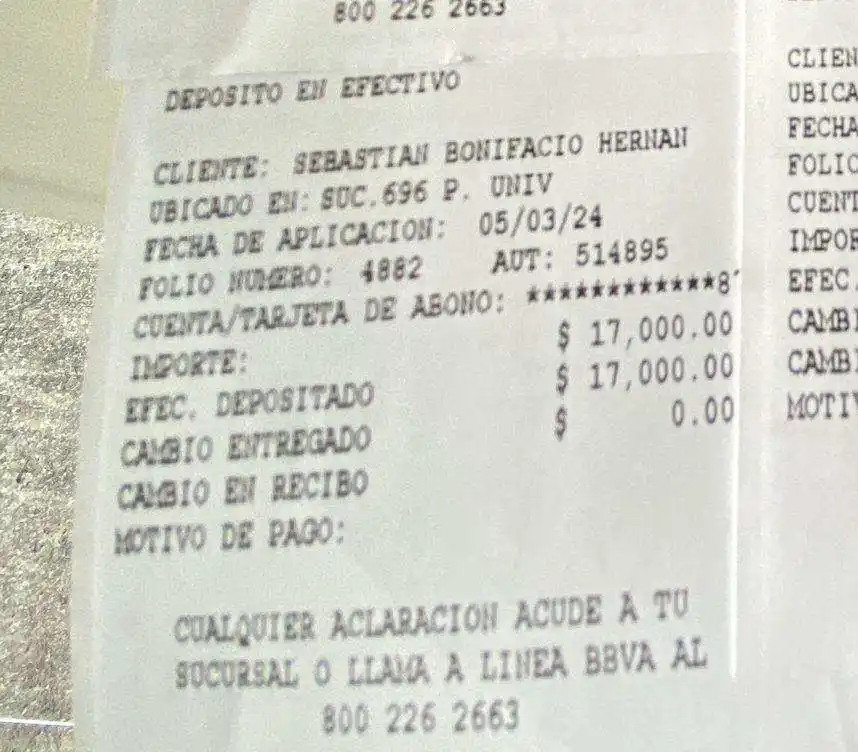 800 226 2663
DEPOSITO EN EFECTIVO
CLIENTE: SEBASTIAN BONIFACIO HERNAN
UBICADO EN: SUC.696 P. UNIV
FECHA DE APLICACION: 05/03/24
FOLIO NUMERO: 4882 AUT: 514895
CUENTA/TARJETA DE ABONO: ************8
IMPORTE: $ 17,000.00
EFEC. DEPOSITADO $ 17,000.00
CAMBIO ENTREGADO $ 0.00
CAMBIO EN RECIBO
MOTIVO DE PAGO:
CUALQUIER ACLARACION ACUDE A TU
SUCURSAL O LLAMA A LINEA BBVA AL
800 226 2663
CLIEN
UBICA
FECHA
FOLIO
CUENT
IMPOR
EFEC.
CAMBI
CAMBI
MOTIV